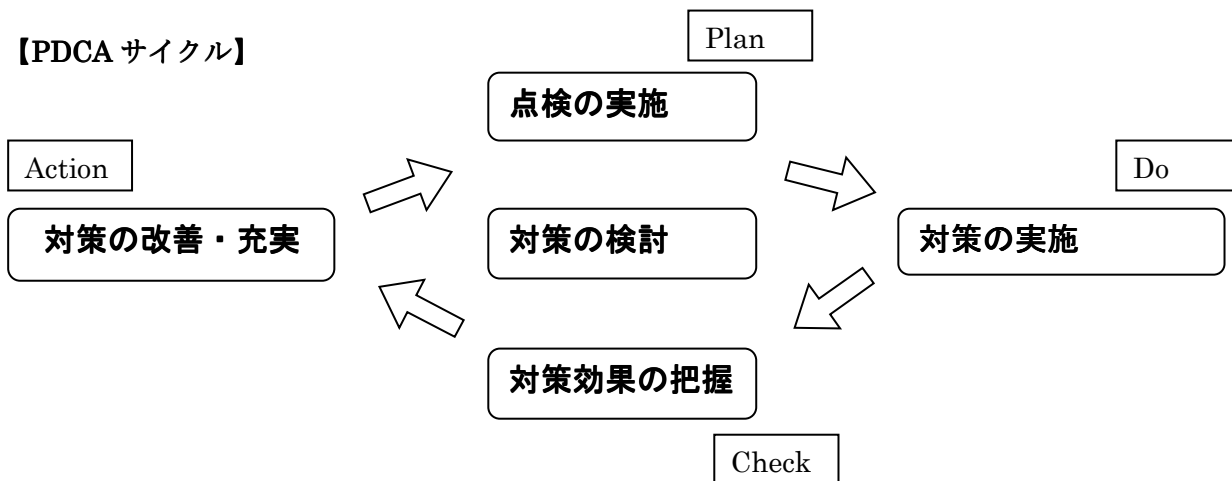 【PDCA サイクル】
Plan
点検の実施
Action
Do
対策の改善・充実
対策の検討
対策の実施
対策効果の把握
Check